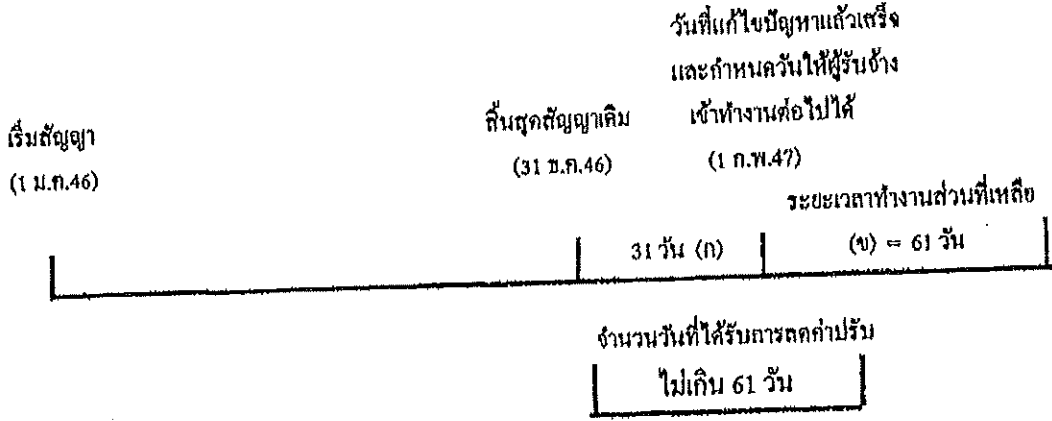 วันที่แก้ไขปัญหาแล้วเสร็จ
และกำหนดวันให้ผู้รับจ้าง
เข้าทำงานต่อไปได้
(1 ก.พ.47)
สิ้นสุดสัญญาเดิม
(31 ธ.ค.46)
เริ่มสัญญา
(1 ม.ค.46)
ระยะเวลาทำงานส่วนที่เหลือ
31 วัน (ก)
(ข) = 61 วัน
จำนวนวันที่ได้รับการลดค่าปรับ
ไม่เกิน 61 วัน